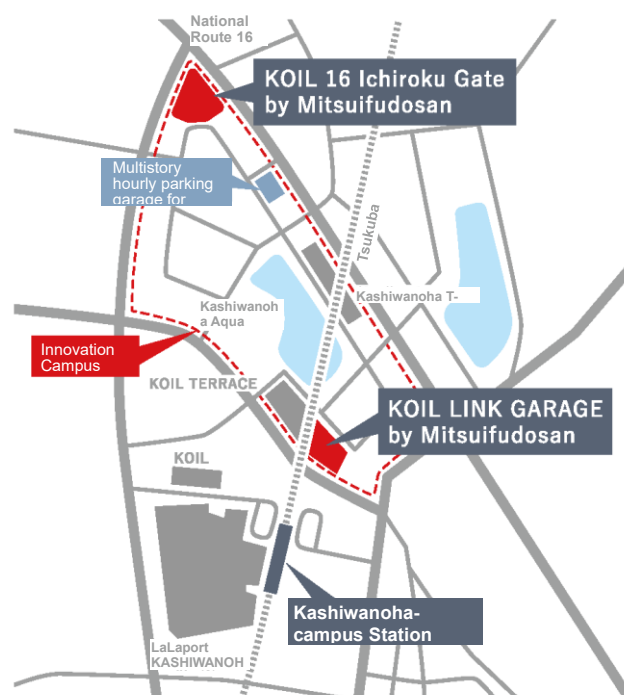 National
Route 16
KOIL 16 Ichiroku Gate
by Mitsuifudosan
Multistory
hourly parking
garage for
Tsukuba
Kashiwanoha T-
Kashiwanoh
a Aqua
Innovation
Campus
KOIL TERRACE
KOIL LINK GARAGE
by Mitsuifudosan
KOIL
Kashiwanoha-
campus Station
LaLaport
KASHIWANOH